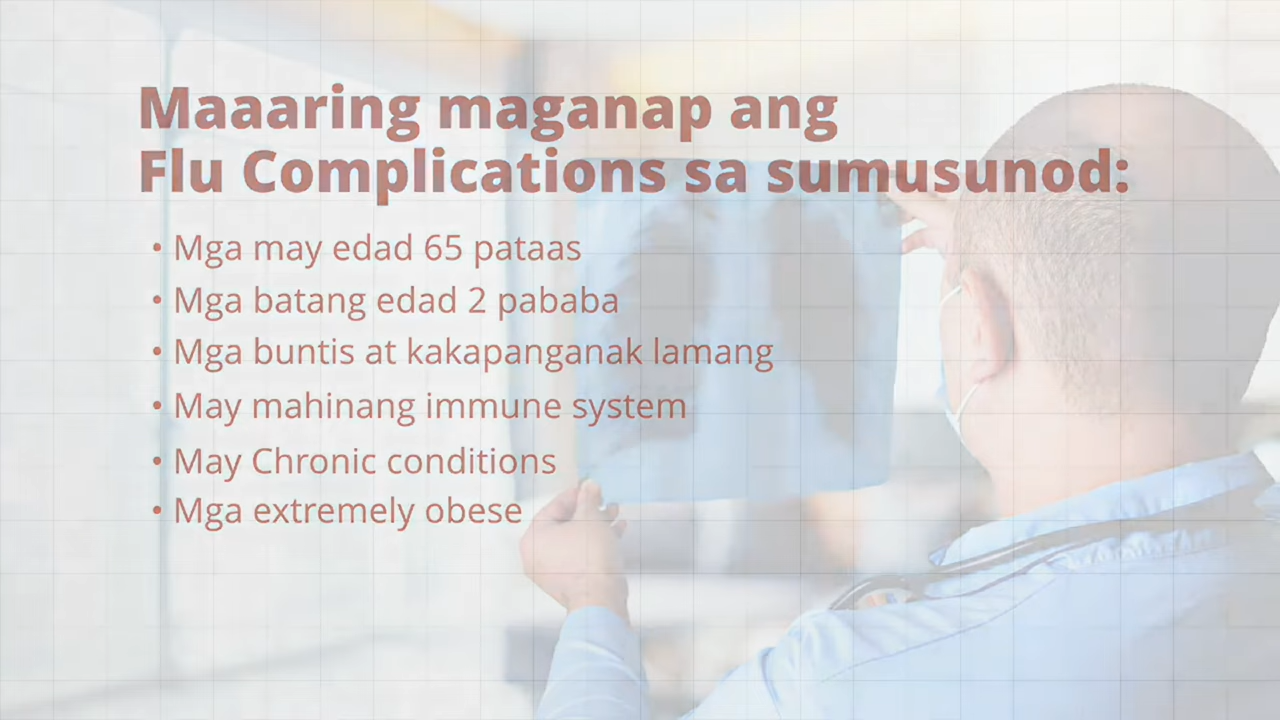 Maaaring maganap ang
Flu Complications sa sumusunod:
• Mga may edad 65 pataas
• Mga batang edad 2 pababa
• Mga buntis at kakapanganak lamang
• May mahinang immune system
• May Chronic conditions
• Mga extremely obese